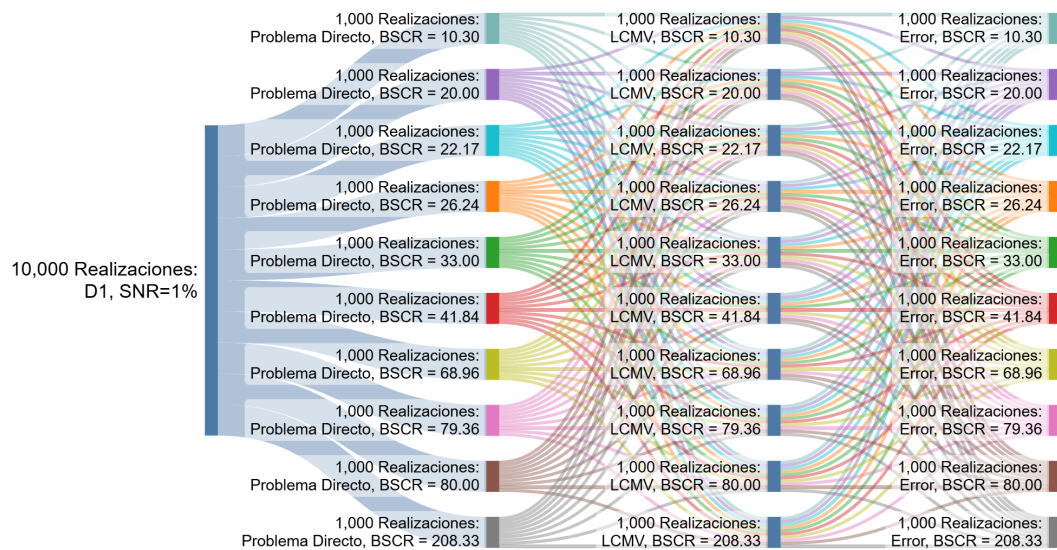 10,000 Realizaciones:
D1, SNR=1%
1,000 Realizaciones:
Problema Directo, BSCR = 10.30
1,000 Realizaciones:
Problema Directo, BSCR = 20.00
1,000 Realizaciones:
Problema Directo, BSCR = 22.17
1,000 Realizaciones:
Problema Directo, BSCR = 26.24
1,000 Realizaciones:
Problema Directo, BSCR = 33.00
1,000 Realizaciones:
Problema Directo, BSCR = 41.84
1,000 Realizaciones:
Problema Directo, BSCR = 68.96
1,000 Realizaciones:
Problema Directo, BSCR = 79.36
1,000 Realizaciones:
Problema Directo, BSCR = 80.00
1,000 Realizaciones:
Problema Directo, BSCR = 208.33
1,000 Realizaciones:
LCMV, BSCR = 10.30
1,000 Realizaciones:
LCMV, BSCR = 20.00
1,000 Realizaciones:
LCMV, BSCR = 22.17
1,000 Realizaciones:
LCMV, BSCR = 26.24
1,000 Realizaciones:
LCMV, BSCR = 33.00
1,000 Realizaciones:
LCMV, BSCR = 41.84
1,000 Realizaciones:
LCMV, BSCR = 68.96
1,000 Realizaciones:
LCMV, BSCR = 79.36
1,000 Realizaciones:
LCMV, BSCR = 80.00
1,000 Realizaciones:
LCMV, BSCR = 208.33
1,000 Realizaciones:
Error, BSCR = 10.30
1,000 Realizaciones:
Error, BSCR = 20.00
1,000 Realizaciones:
Error, BSCR = 22.17
1,000 Realizaciones:
Error, BSCR = 26.24
1,000 Realizaciones:
Error, BSCR = 33.00
1,000 Realizaciones:
Error, BSCR = 41.84
1,000 Realizaciones:
Error, BSCR = 68.96
1,000 Realizaciones:
Error, BSCR = 79.36
1,000 Realizaciones:
Error, BSCR = 80.00
1,000 Realizaciones:
Error, BSCR = 208.33